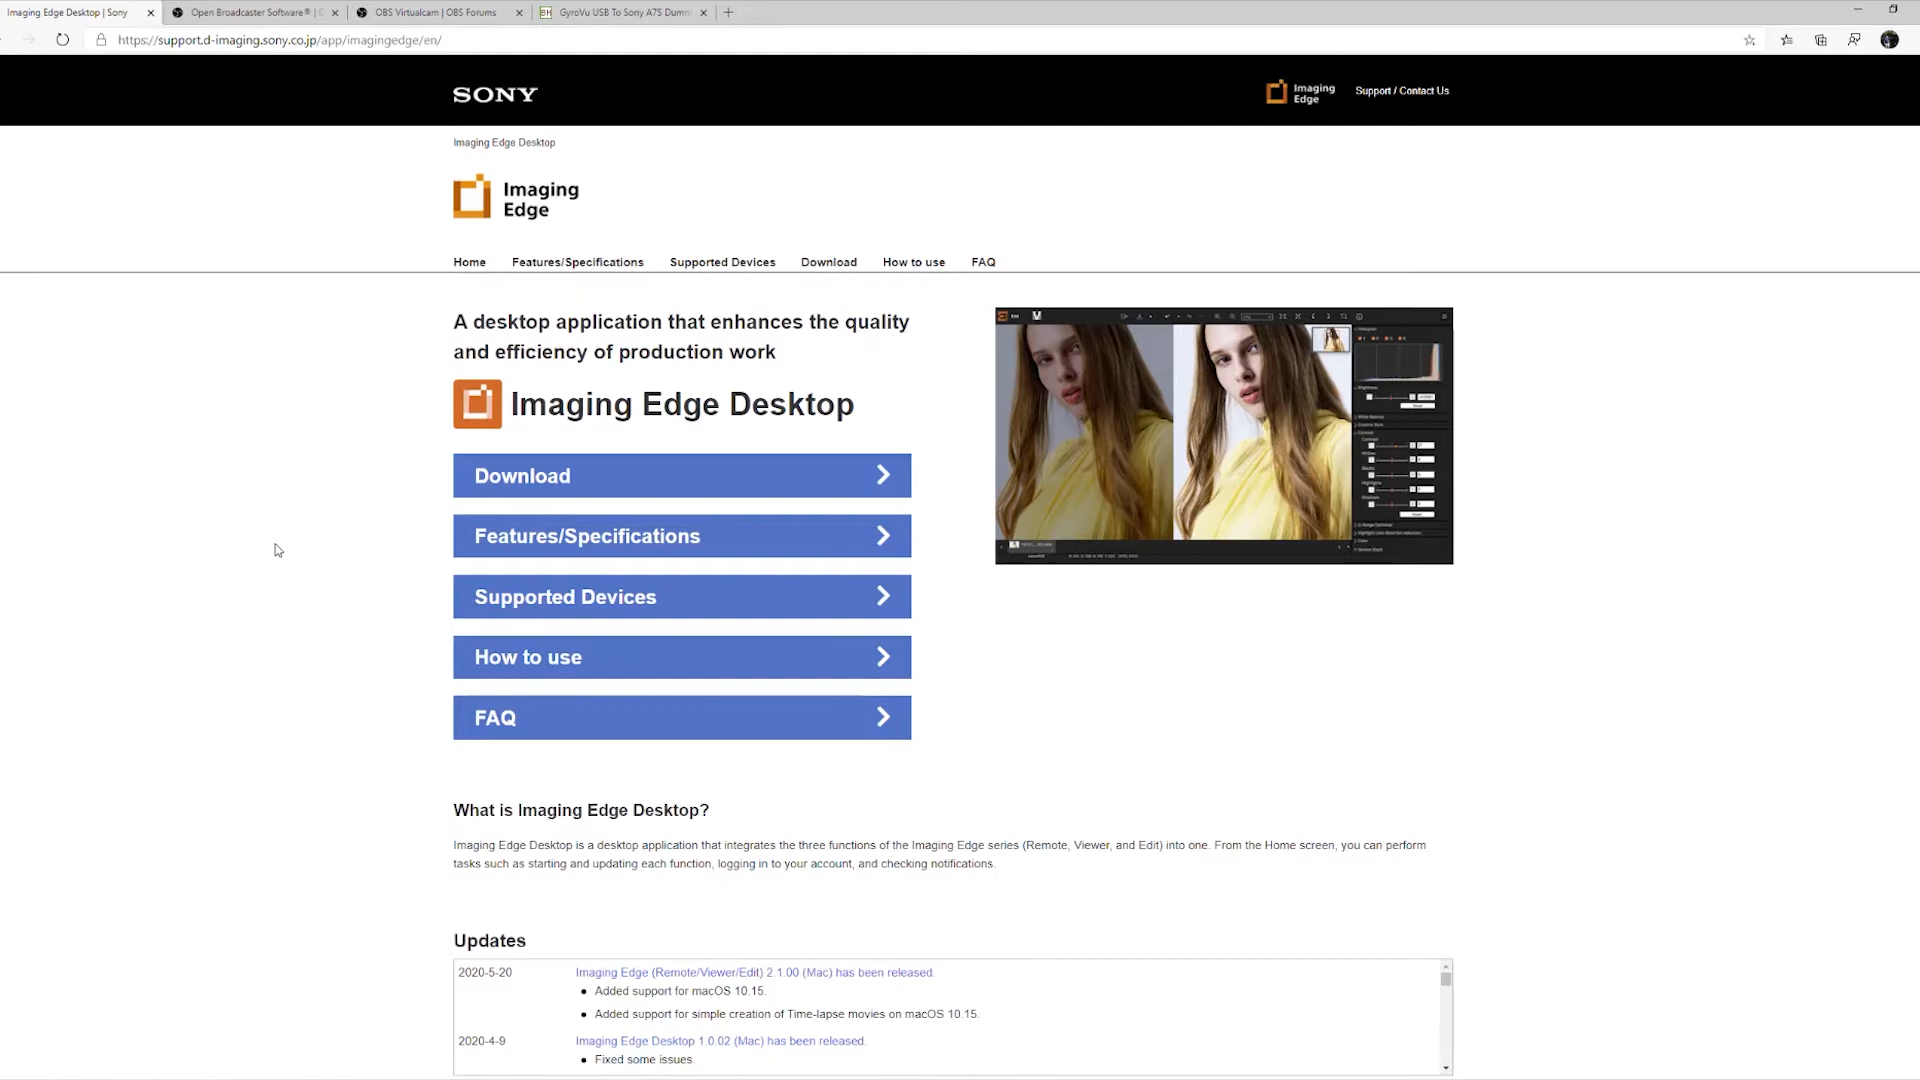 Imaging Edge Desktop | Sony
Open Broadcaster Software® |
OBS Virtualcam | OBS Forums
BH GyroVu USB To Sony A7S Dumm
https://support.d-imaging.sony.co.jp/app/imagingedge/en/
SONY
Imaging
Edge
Support / Contact Us
Imaging Edge Desktop
Imaging
Edge
Home
Features/Specifications
Supported Devices
Download
How to use
FAQ
A desktop application that enhances the quality
and efficiency of production work
Imaging Edge Desktop
Download
Features/Specifications
Supported Devices
How to use
FAQ
What is Imaging Edge Desktop?
Imaging Edge Desktop is a desktop application that integrates the three functions of the Imaging Edge series (Remote, Viewer, and Edit) into one. From the Home screen, you can perform
tasks such as starting and updating each function, logging in to your account, and checking notifications.
Updates
2020-5-20
Imaging Edge (Remote/Viewer/Edit) 2.1.00 (Mac) has been released.
Added support for macOS 10.15.
Added support for simple creation of Time-lapse movies on macOS 10.15.
2020-4-9
Imaging Edge Desktop 1.0.02 (Mac) has been released.
Fixed some issues.